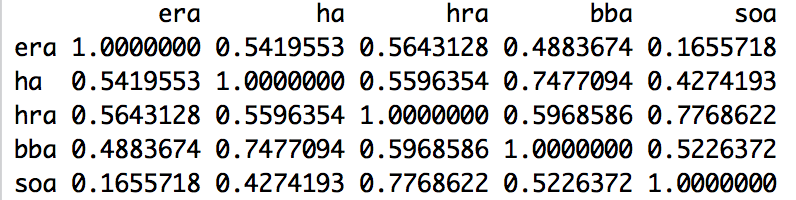 era ha hra bba soa
era 1.0000000 0.5419553 0.5643128 0.4883674 0.1655718
ha 0.5419553 1.0000000 0.5596354 0.7477094 0.4274193
hra 0.5643128 0.5596354 1.0000000 0.5968586 0.7768622
bba 0.4883674 0.7477094 0.5968586 1.0000000 0.5226372
soa 0.1655718 0.4274193 0.7768622 0.5226372 1.0000000